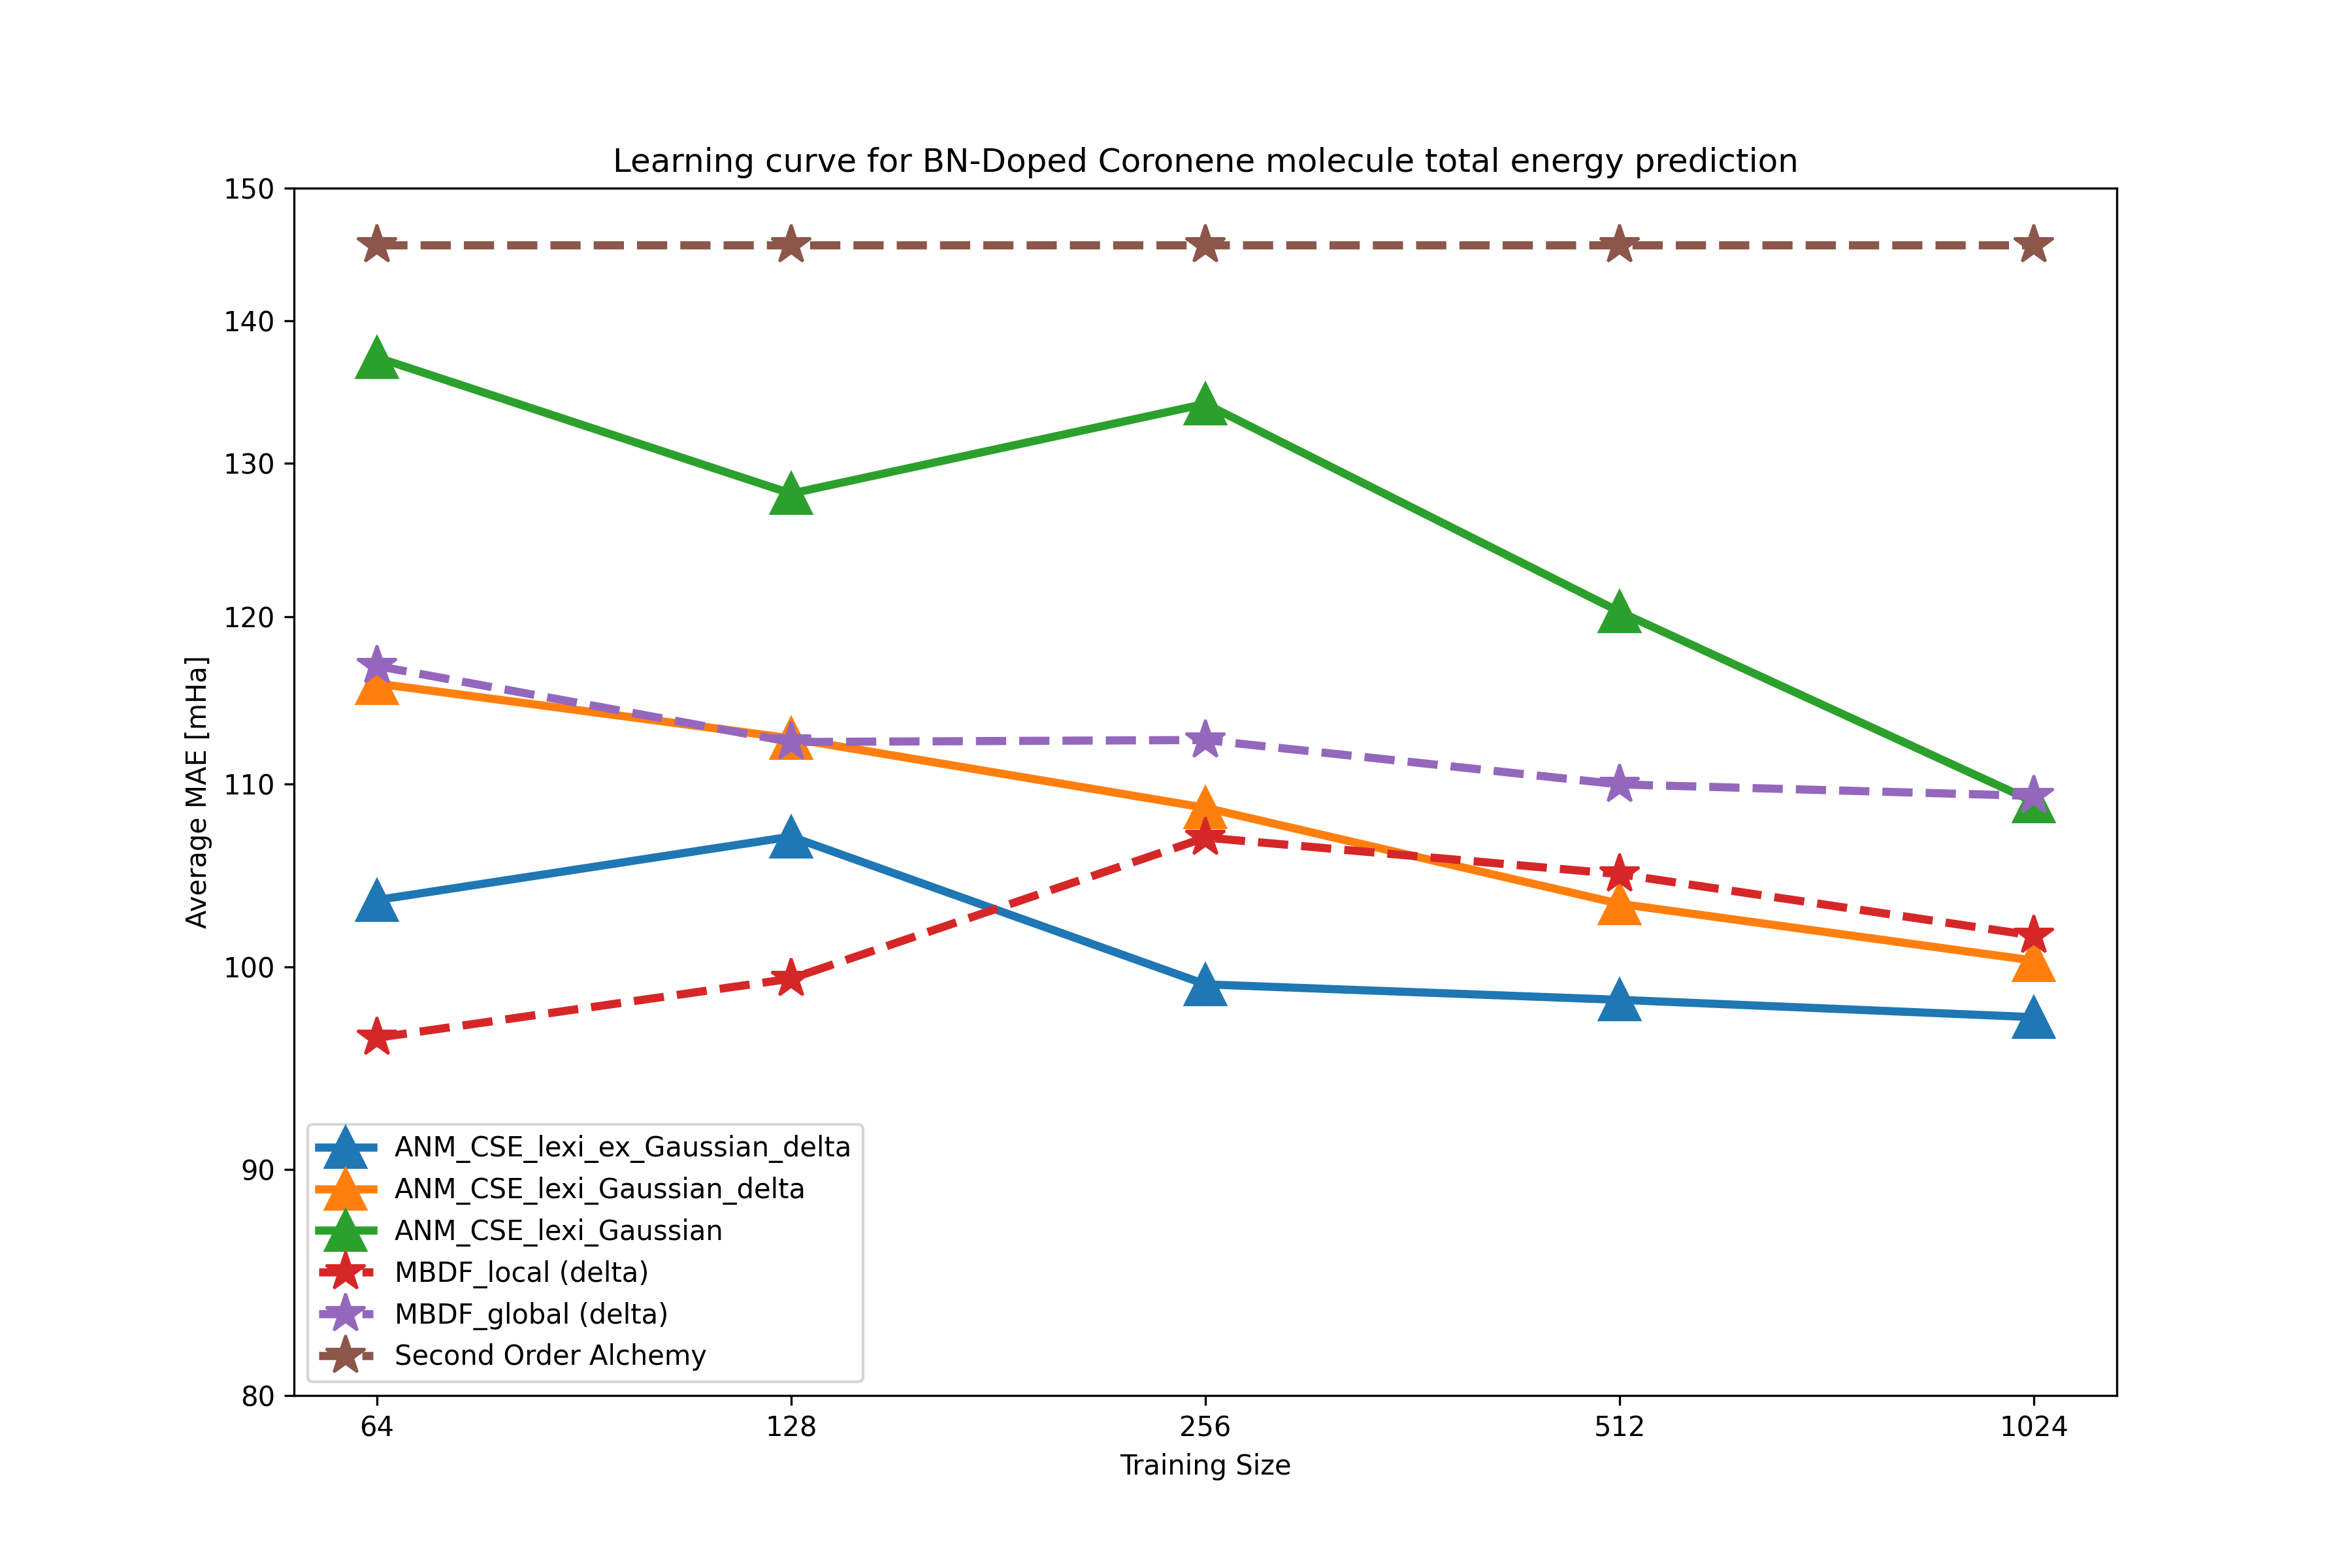 Learning curve for BN-Doped Coronene molecule total energy prediction
150
140
130
120
110
100
90
80
Average MAE [mHa]
ANM_CSE_lexi_ex_Gaussian_delta
ANM_CSE_lexi_Gaussian_delta
ANM_CSE_lexi_Gaussian
MBDF_local (delta)
MBDF_global (delta)
Second Order Alchemy
64 128 256 512 1024
Training Size